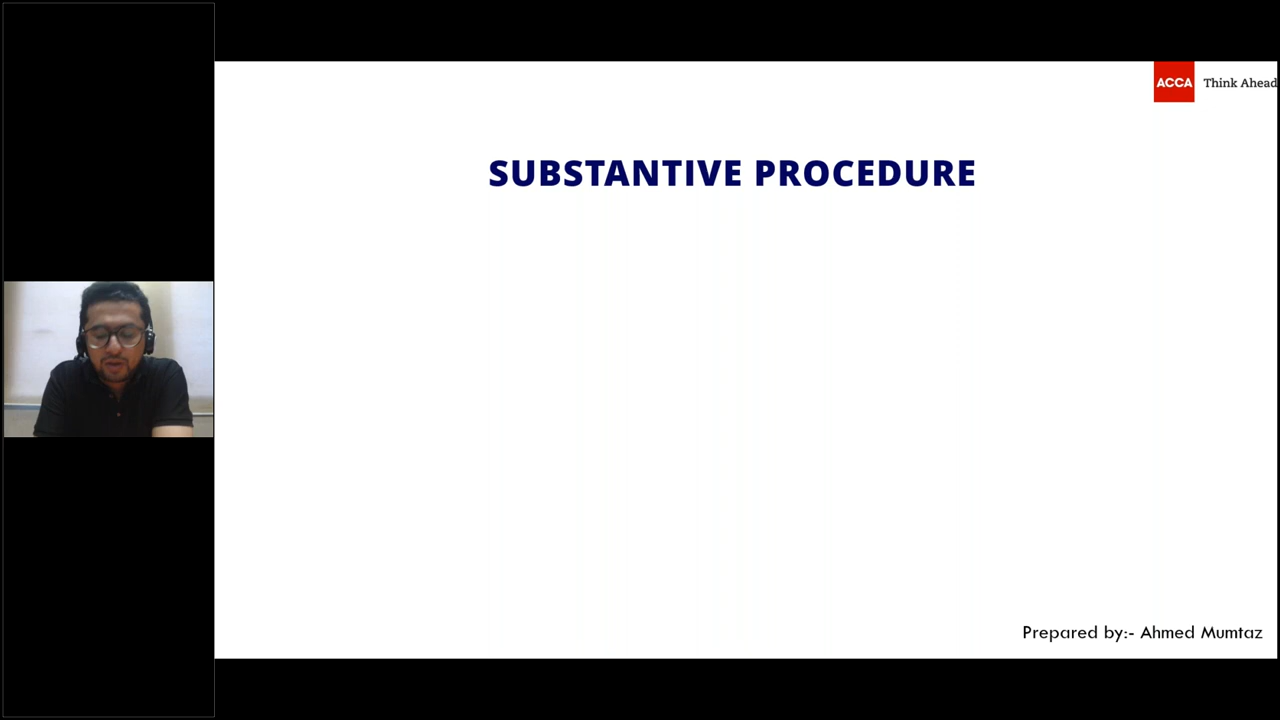 ACCA Think Ahead
SUBSTANTIVE PROCEDURE
Prepared by:- Ahmed Mumtaz